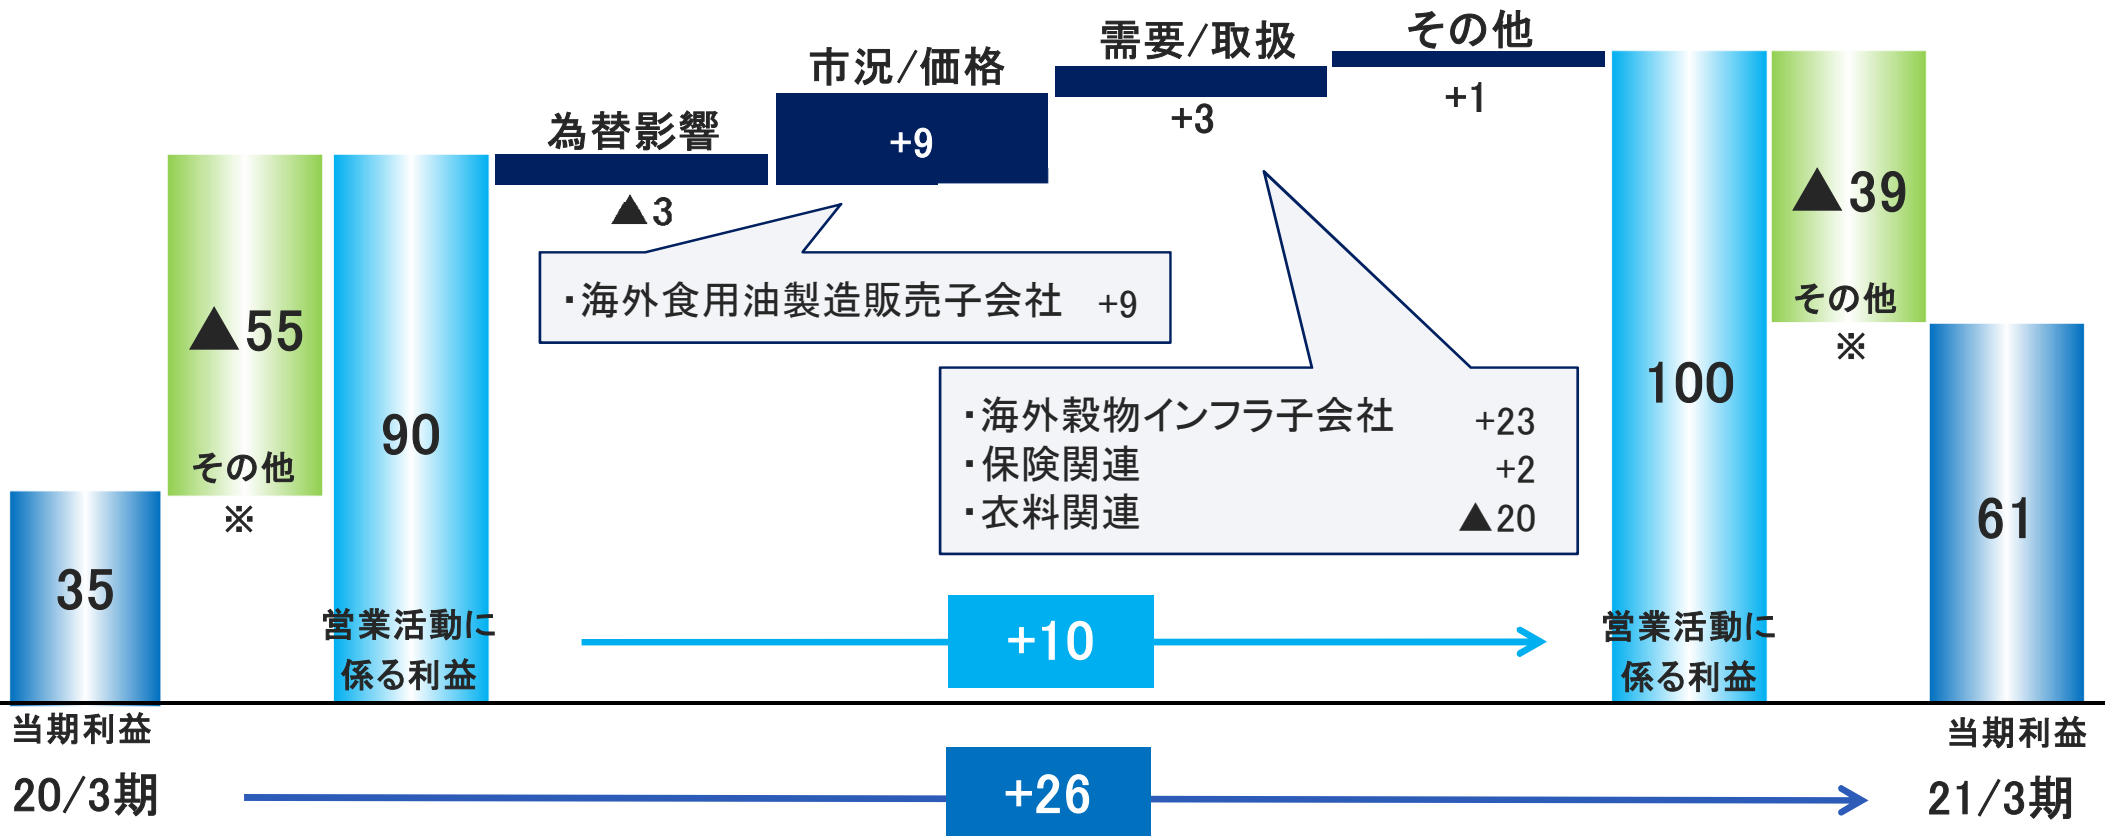 為替影響
▲3
市況/価格
+9
需要/取扱
+3
その他
+1
・海外食用油製造販売子会社 +9
・海外穀物インフラ子会社 +23
・保険関連 +2
・衣料関連 ▲20
35
当期利益
20/3期
▲55
その他
※
90
営業活動に
係る利益
+10
+26
100
営業活動に
係る利益
▲39
その他
※
61
当期利益
21/3期